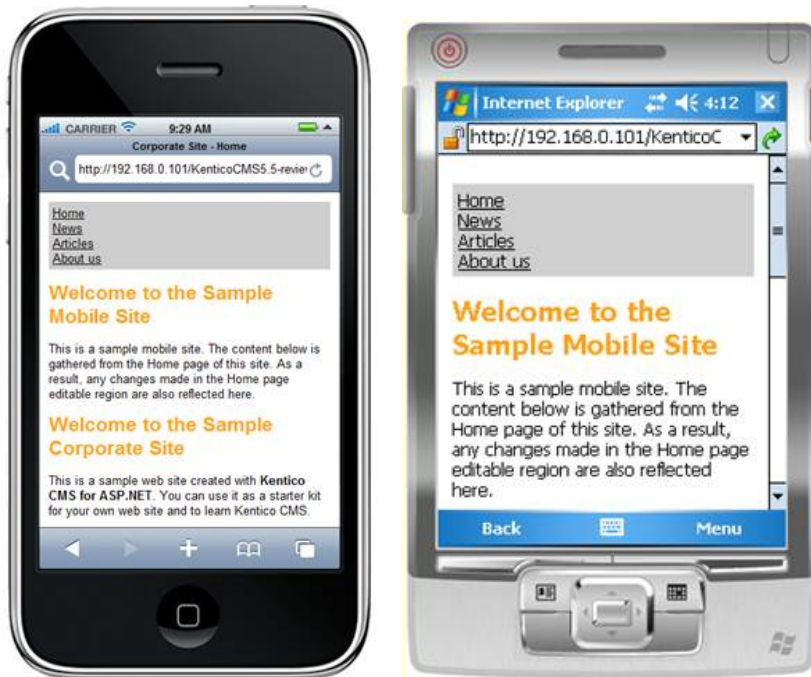 CARRIER 9:29 AM
Corporate Site - Home
http://192.168.0.101/KenticoCMS5.5-review
Home
News
Articles
About us
Welcome to the Sample
Mobile Site
This is a sample mobile site. The content below is
gathered from the Home page of this site. As a
result, any changes made in the Home page
editable region are also reflected here.
Welcome to the Sample
Corporate Site
This is a sample web site created with Kentico
CMS for ASP.NET. You can use it as a starter kit
for your own web site and to learn Kentico CMS.
Internet Explorer 4:12
http://192.168.0.101/KenticoC
Home
News
Articles
About us
Welcome to the
Sample Mobile Site
This is a sample mobile site. The
content below is gathered from the
Home page of this site. As a result,
any changes made in the Home page
editable region are also reflected
here.
Back Menu